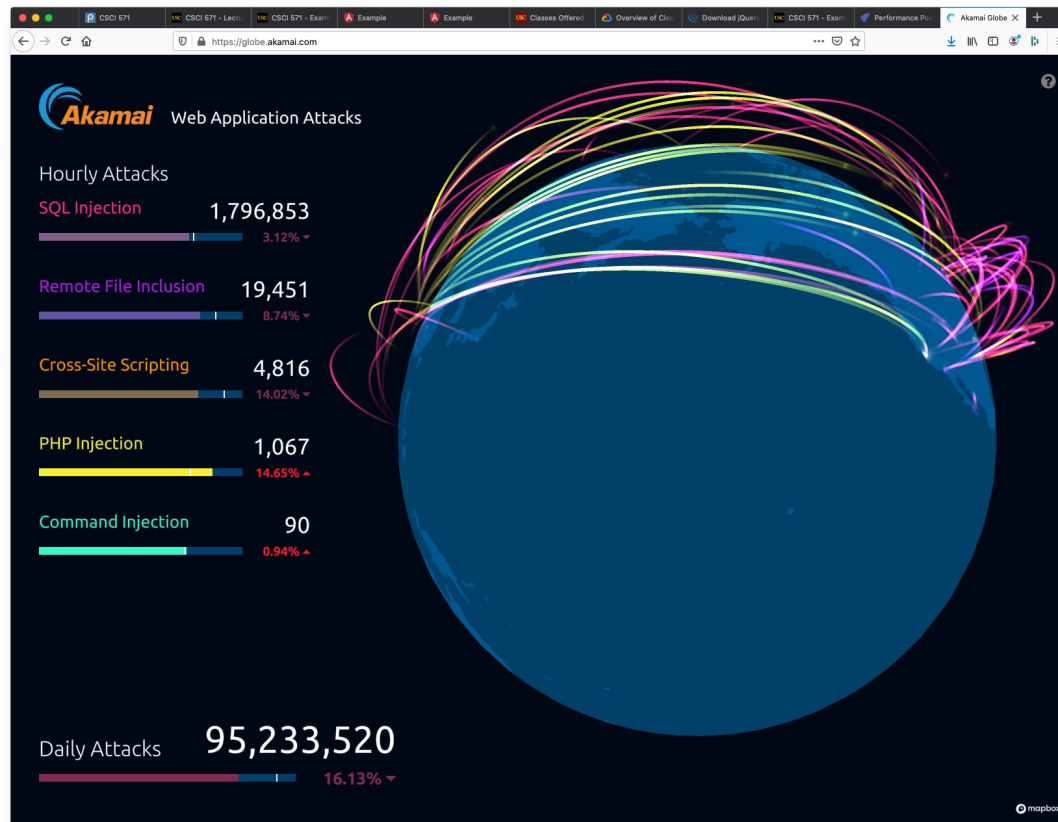 CSCI 571
CSCI 571 - Lectu
CSCI 571 - Exam
Example
Example
Classes Offered
Overview of Clou
Download jQuery
CSCI 571 - Exam
Performance Poc
Akamai Globe
https://globe.akamai.com
Akamai Web Application Attacks
Hourly Attacks
SQL Injection 1,796,853
3.12%
Remote File Inclusion 19,451
8.74%
Cross-Site Scripting 4,816
14.02%
PHP Injection 1,067
14.65%
Command Injection 90
0.94%
Daily Attacks 95,233,520
16.13%
mapbox